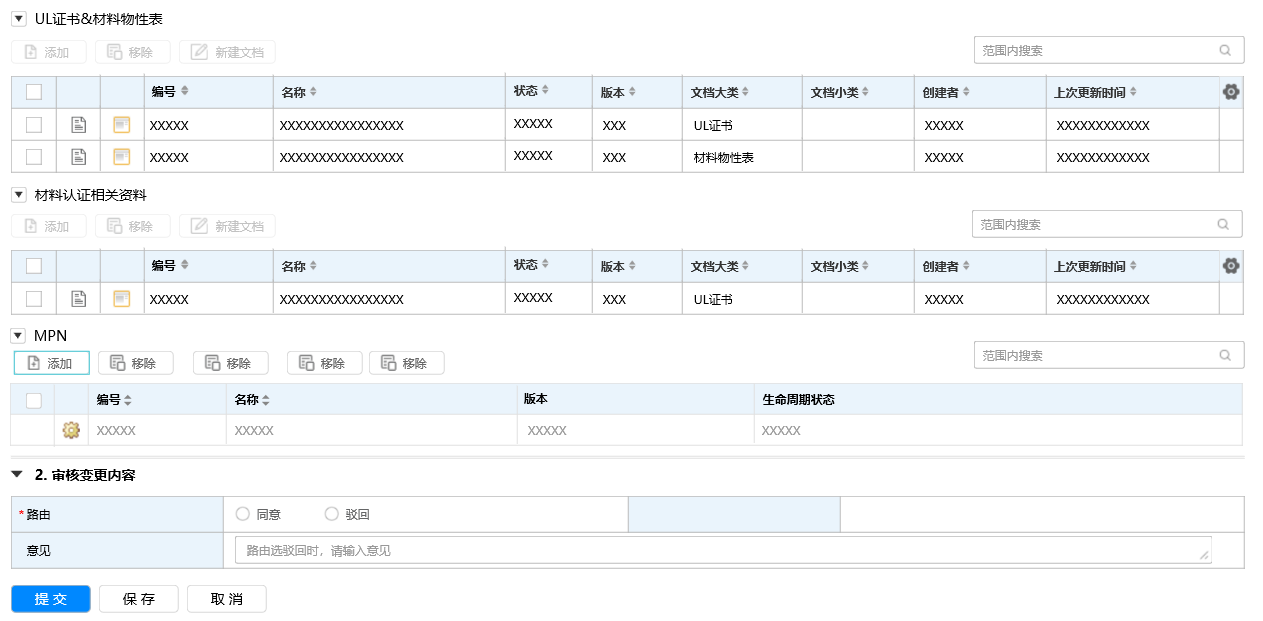 UL证书&材料物性表
添加 移除 新建文档 范围内搜索
编号 名称 状态 版本 文档大类 文档小类 创建者 上次更新时间
XXXXX XXXXXXXXXXXXXXXX XXXXX XXX UL证书 XXXXX XXXXXXXXXXXX
XXXXX XXXXXXXXXXXXXXXX XXXXX XXX 材料物性表 XXXXX XXXXXXXXXXXX
材料认证相关资料
添加 移除 新建文档 范围内搜索
编号 名称 状态 版本 文档大类 文档小类 创建者 上次更新时间
XXXXX XXXXXXXXXXXXXXXX XXXXX XXX UL证书 XXXXX XXXXXXXXXXXX
MPN
添加 移除 移除 移除 移除 范围内搜索
编号 名称 版本 生命周期状态
XXXXX XXXXX XXXXX XXXXX
2. 审核变更内容
*路由 同意 驳回
意见 路由选驳回时，请输入意见
提交 保存 取消